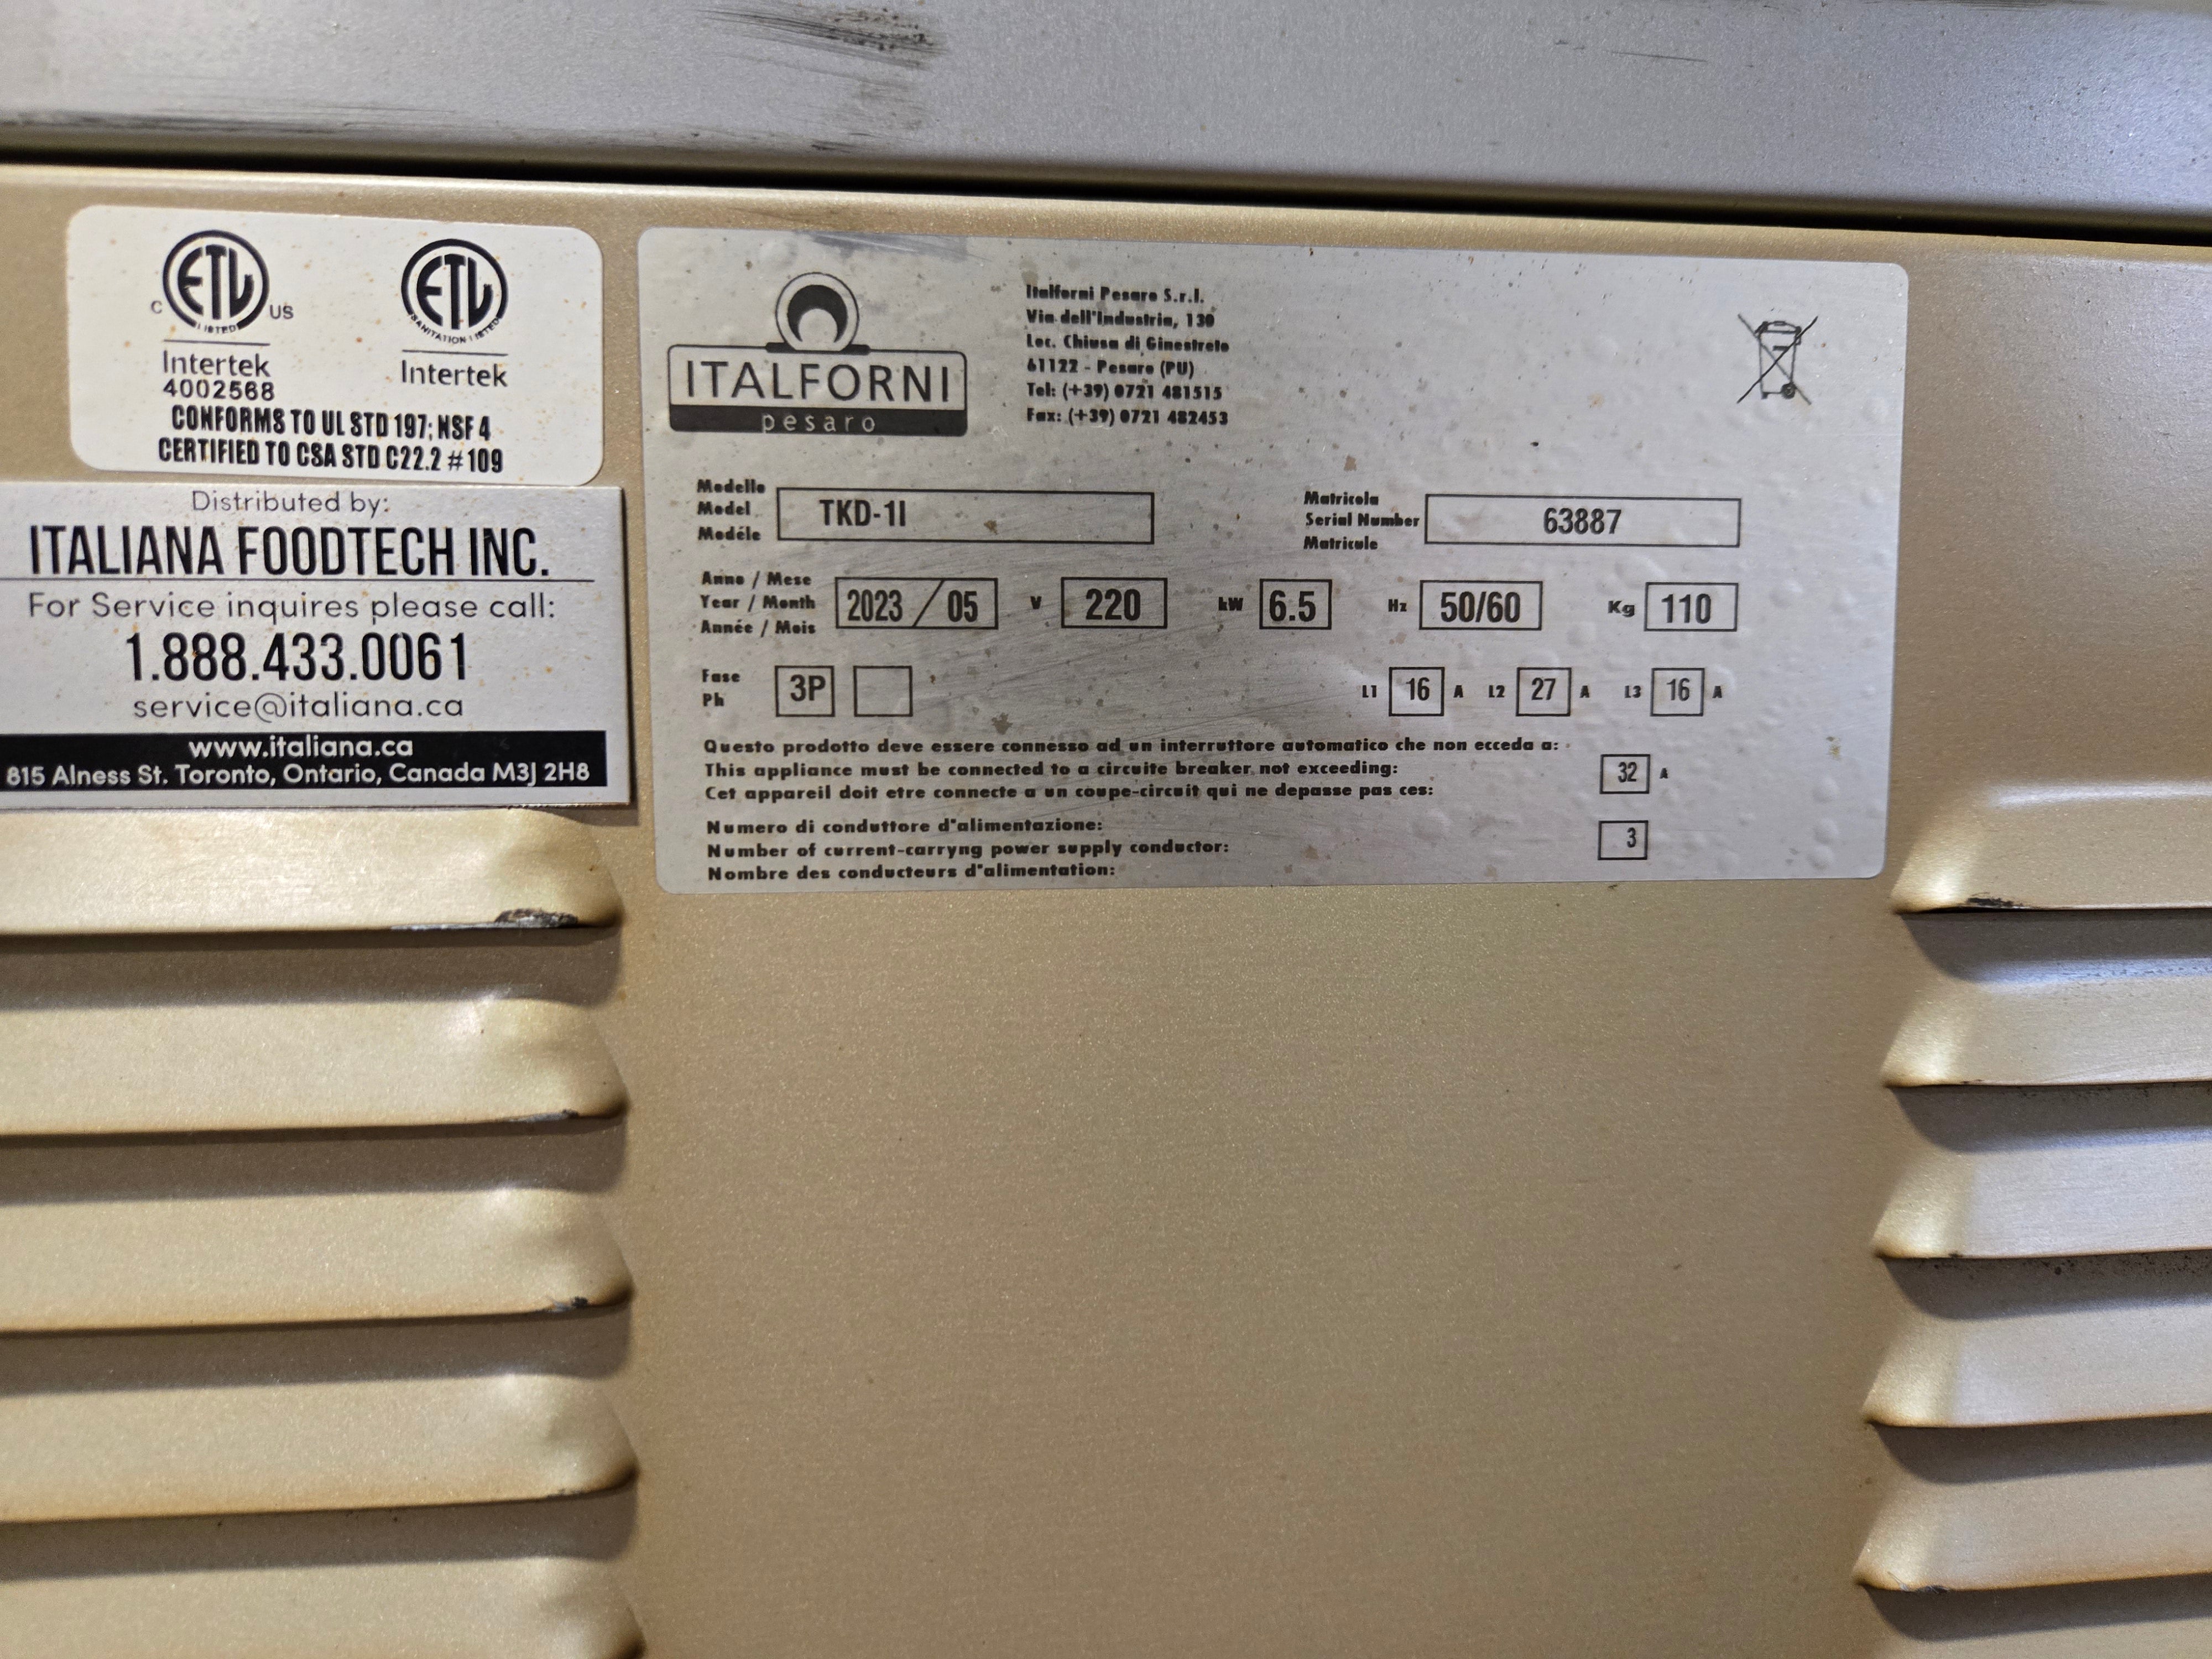 C ETL US
LISTED
Intertek
4002568
ETL
SANITATION LISTED
Intertek
CONFORMS TO UL STD 197; NSF 4
CERTIFIED TO CSA STD C22.2 #109
Distributed by:
ITALIANA FOODTECH INC.
For Service inquires please call:
1.888.433.0061
service@italiana.ca
www.italiana.ca
815 Alness St. Toronto, Ontario, Canada M3J 2H8
ITALFORNI
pesaro
Italforni Pesaro S.r.l.
Via dell'Industria, 130
Loc. Chiusa di Ginestreto
61122 - Pesaro (PU)
Tel: (+39) 0721 481515
Fax: (+39) 0721 482453
Modello
Model
Modéle
TKD-1I
Matricola
Serial Number
Matricule
63887
Anno / Mese
Year / Month
Année / Mois
2023 / 05
V 220
kW 6.5
Hz 50/60
Kg 110
Fase
Ph
3P
L1 16 A L2 27 A L3 16 A
Questo prodotto deve essere connesso ad un interruttore automatico che non ecceda a:
This appliance must be connected to a circuite breaker not exceeding:
Cet appareil doit etre connecte a un coupe-circuit qui ne depasse pas ces:
32 A
Numero di conduttore d'alimentazione:
Number of current-carryng power supply conductor:
Nombre des conducteurs d'alimentation:
3